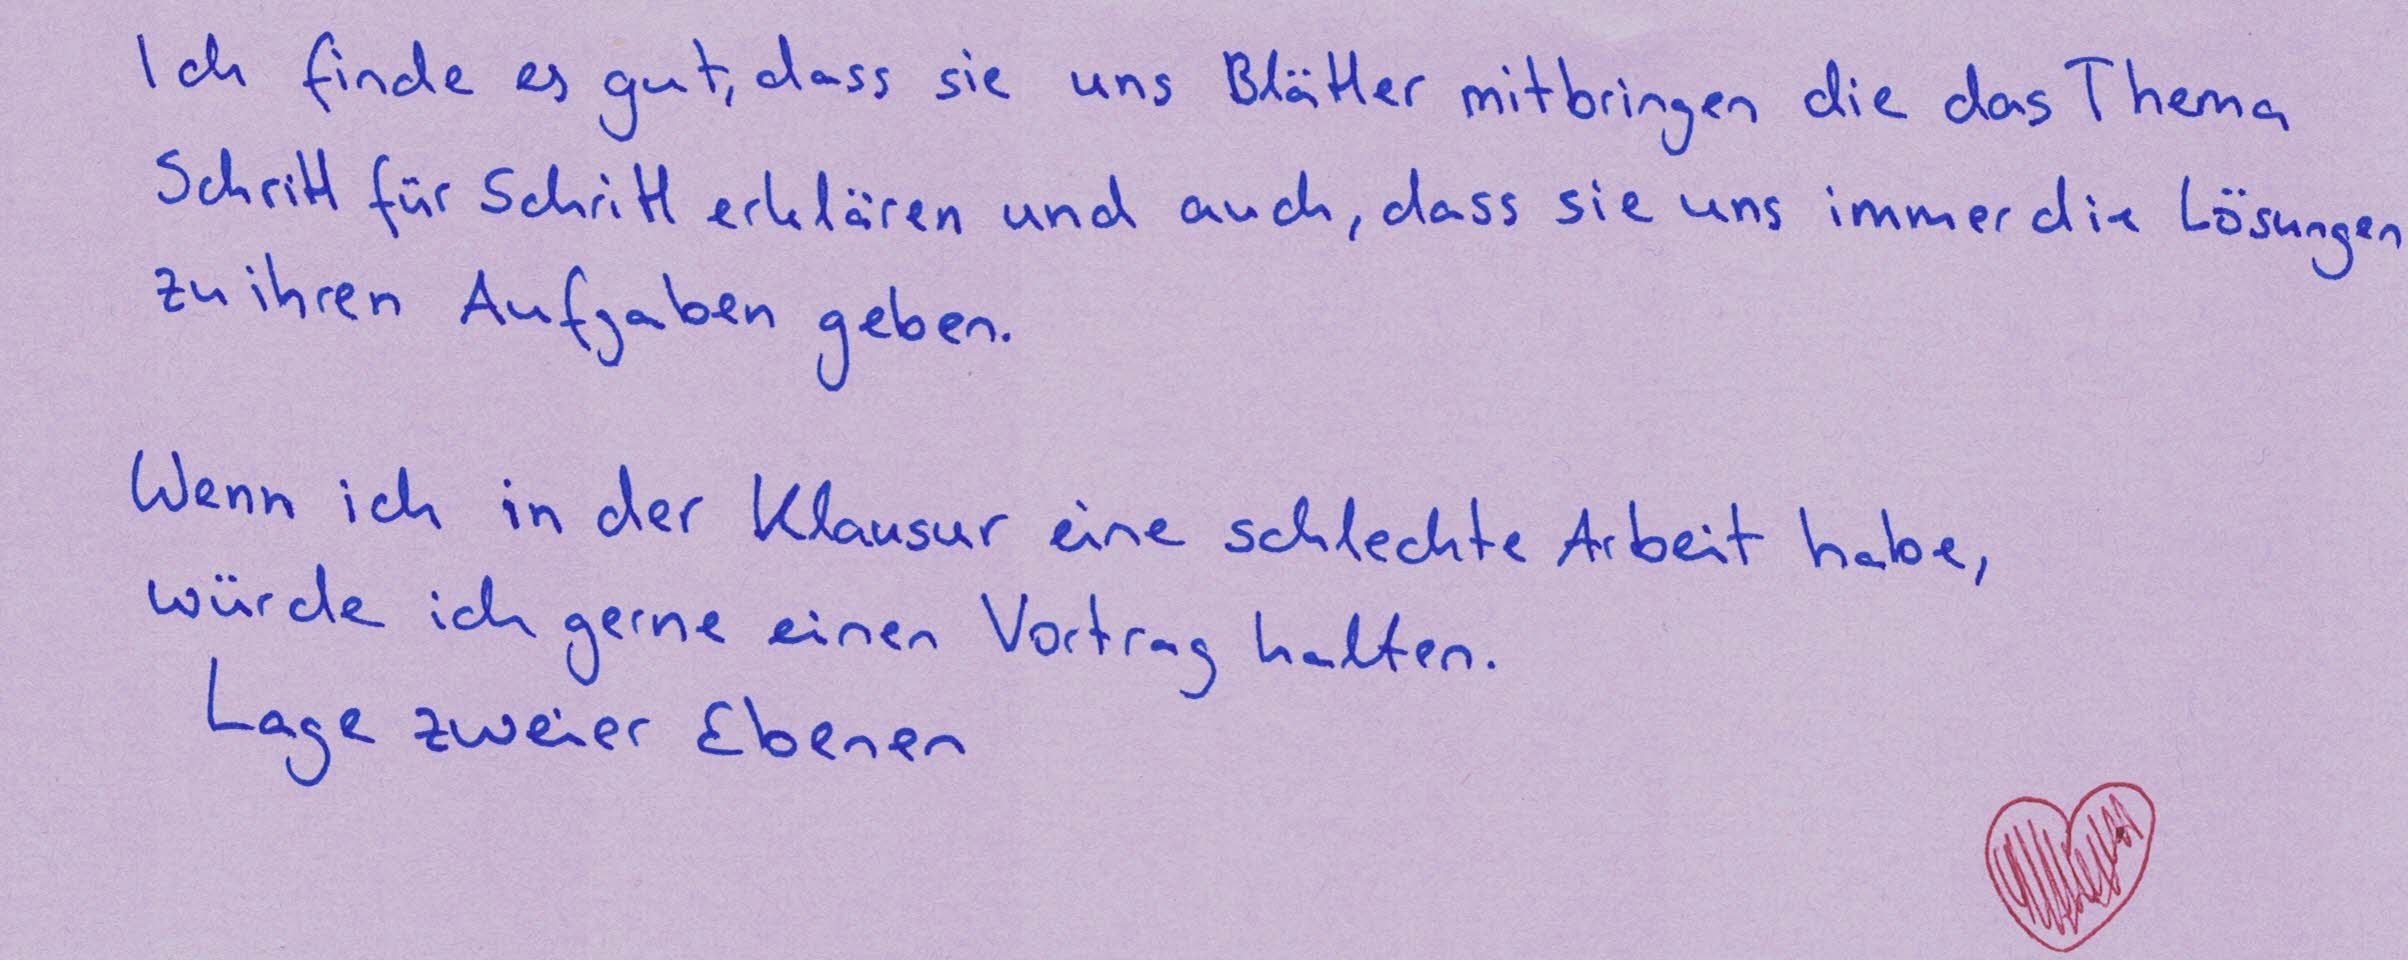 Ich finde es gut, dass sie uns Blätter mitbringen die das Thema
Schritt für Schritt erklären und auch, dass sie uns immer die Lösungen
zu ihren Aufgaben geben.
Wenn ich in der Klausur eine schlechte Arbeit habe,
würde ich gerne einen Vortrag halten.
Lage zweier Ebenen